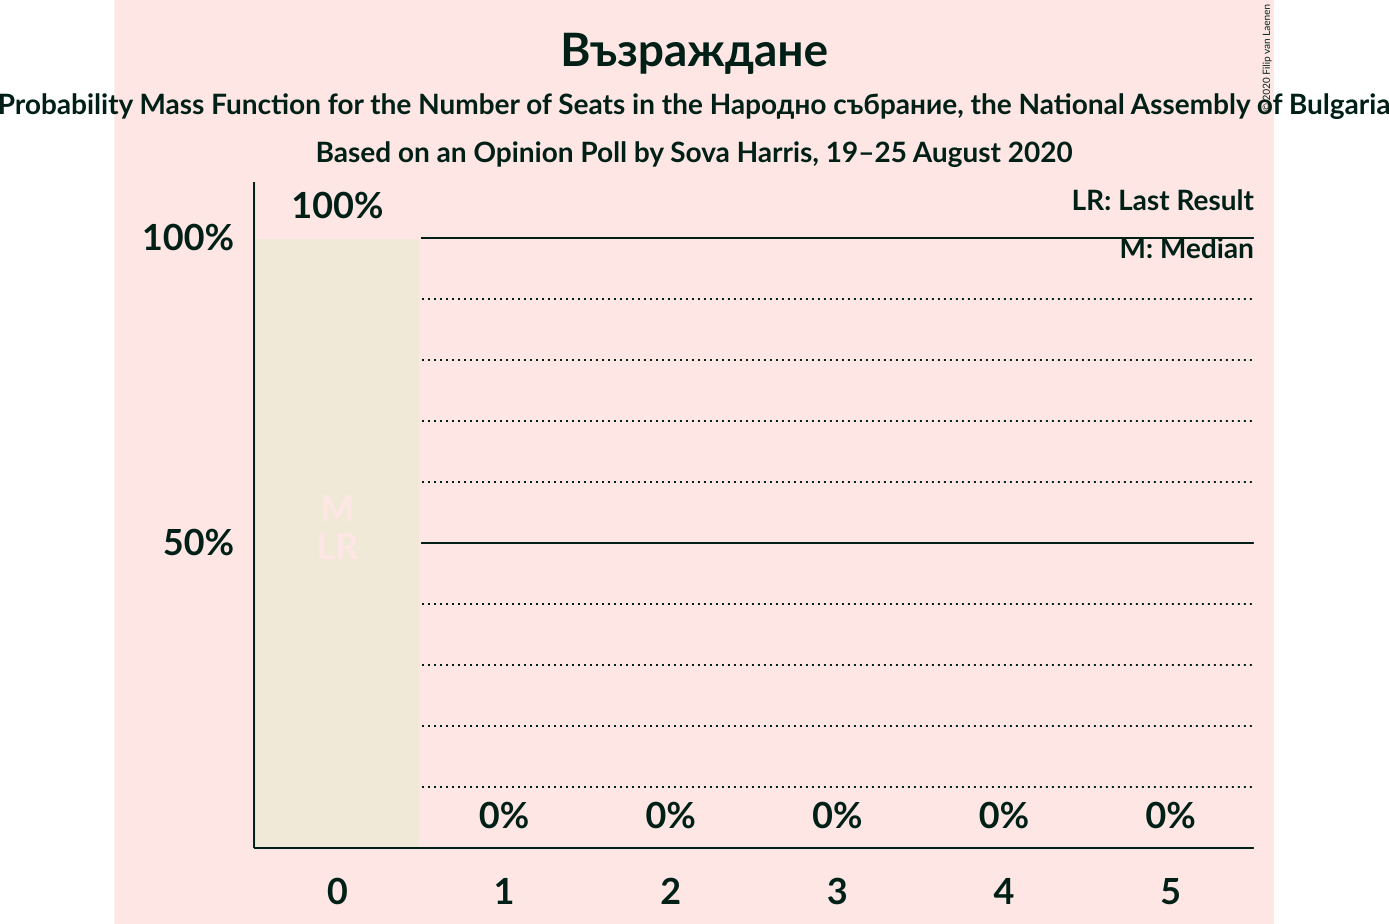 Възраждане
Probability Mass Function for the Number of Seats in the Народно събрание, the National Assembly of Bulgaria
Based on an Opinion Poll by Sova Harris, 19–25 August 2020
© 2020 Filip van Laenen
LR: Last Result
M: Median
100%
100%
50%
M
LR
0% 0% 0% 0% 0%
0 1 2 3 4 5